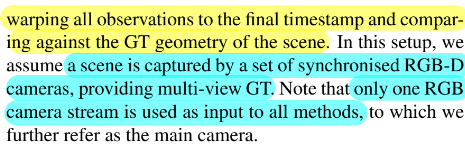 warping all observations to the final timestamp and compar-
ing against the GT geometry of the scene. In this setup, we
assume a scene is captured by a set of synchronised RGB-D
cameras, providing multi-view GT. Note that only one RGB
camera stream is used as input to all methods, to which we
further refer as the main camera.